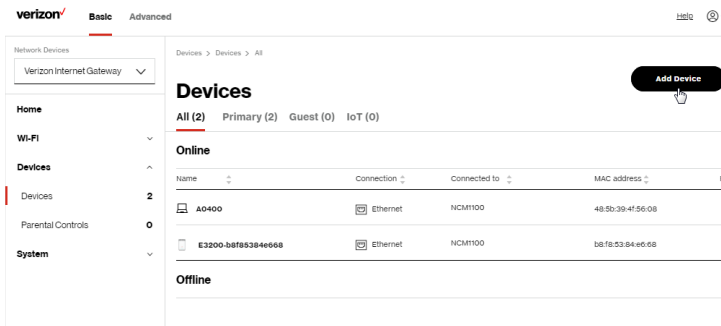 verizon✓ Basic Advanced Help
Network Devices
Verizon Internet Gateway
Home
Wi-Fi
Devices
Devices 2
Parental Controls 0
System
Devices > Devices > All
Add Device
Devices
All (2) Primary (2) Guest (0) IoT (0)
Online
Name Connection Connected to MAC address
A0400 Ethernet NCM1100 48:5b:39:4f:56:08
E3200-b8f85384e668 Ethernet NCM1100 b8:f8:53:84:e6:68
Offline